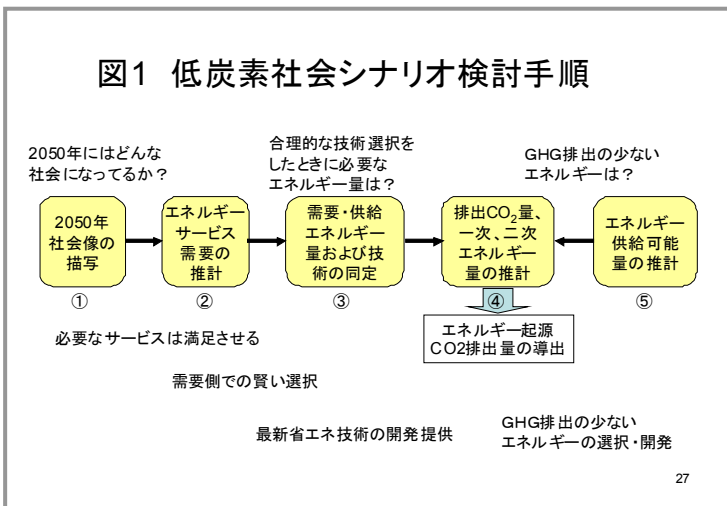 図1 低炭素社会シナリオ検討手順
2050年にはどんな
社会になってるか？
合理的な技術選択を
したときに必要な
エネルギー量は？
GHG排出の少ない
エネルギーは？
2050年
社会像の
描写
エネルギー
サービス
需要の
推計
需要・供給
エネルギー
量および技
術の同定
排出CO₂量、
一次、二次
エネルギー
量の推計
エネルギー
供給可能
量の推計
①
②
③
④
⑤
エネルギー起源
CO2排出量の導出
必要なサービスは満足させる
需要側での賢い選択
最新省エネ技術の開発提供
GHG排出の少ない
エネルギーの選択・開発
27